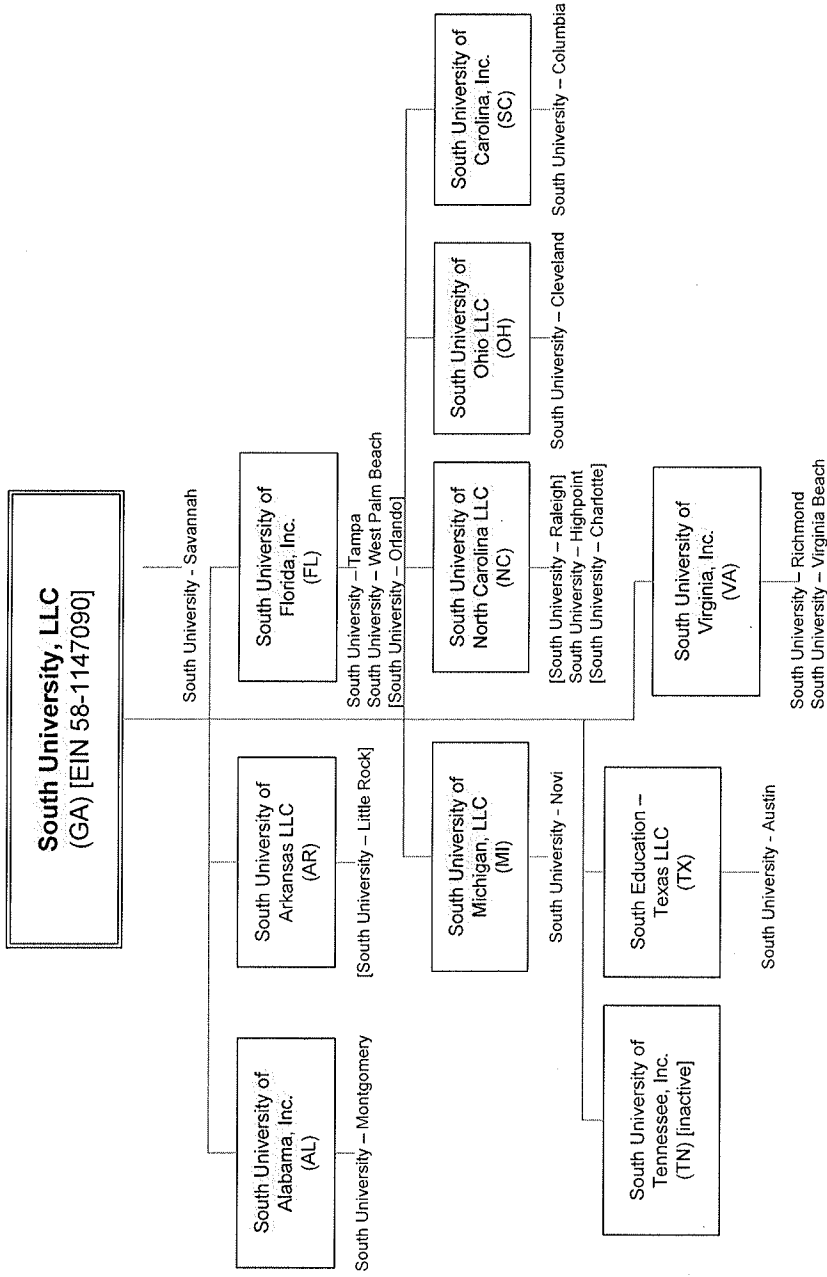 South University, LLC
(GA) [EIN 58-1147090]
South University - Savannah
South University of
Alabama, Inc.
(AL)
South University – Montgomery
South University of
Arkansas LLC
(AR)
[South University – Little Rock]
South University of
Florida, Inc.
(FL)
South University – Tampa
South University – West Palm Beach
[South University – Orlando]
South University of
Michigan, LLC
(MI)
South University - Novi
South University of
North Carolina LLC
(NC)
[South University – Raleigh]
South University – Highpoint
[South University – Charlotte]
South University of
Ohio LLC
(OH)
South University – Cleveland
South University of
Carolina, Inc.
(SC)
South University – Columbia
South University of
Tennessee, Inc.
(TN) [inactive]
South Education –
Texas LLC
(TX)
South University - Austin
South University of
Virginia, Inc.
(VA)
South University – Richmond
South University – Virginia Beach